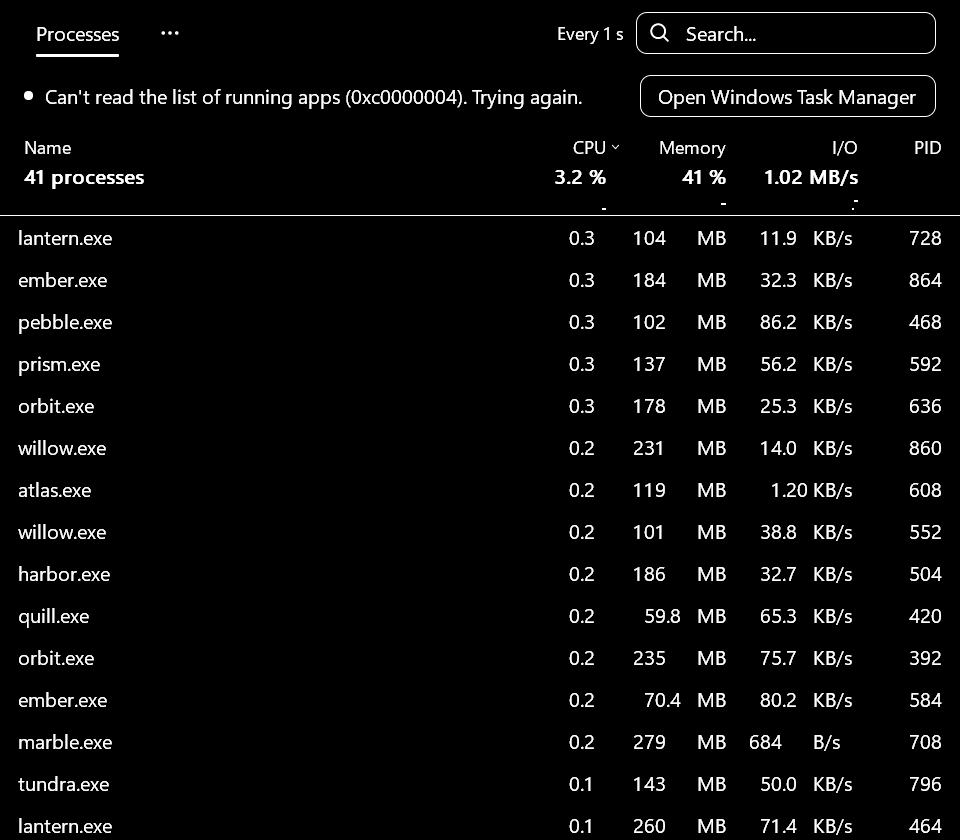 Processes ... Every 1 s Search...
Can't read the list of running apps (0xc0000004). Trying again. Open Windows Task Manager
Name CPU Memory I/O PID
41 processes 3.2 % 41 % 1.02 MB/s
lantern.exe 0.3 104 MB 11.9 KB/s 728
ember.exe 0.3 184 MB 32.3 KB/s 864
pebble.exe 0.3 102 MB 86.2 KB/s 468
prism.exe 0.3 137 MB 56.2 KB/s 592
orbit.exe 0.3 178 MB 25.3 KB/s 636
willow.exe 0.2 231 MB 14.0 KB/s 860
atlas.exe 0.2 119 MB 1.20 KB/s 608
willow.exe 0.2 101 MB 38.8 KB/s 552
harbor.exe 0.2 186 MB 32.7 KB/s 504
quill.exe 0.2 59.8 MB 65.3 KB/s 420
orbit.exe 0.2 235 MB 75.7 KB/s 392
ember.exe 0.2 70.4 MB 80.2 KB/s 584
marble.exe 0.2 279 MB 684 B/s 708
tundra.exe 0.1 143 MB 50.0 KB/s 796
lantern.exe 0.1 260 MB 71.4 KB/s 464